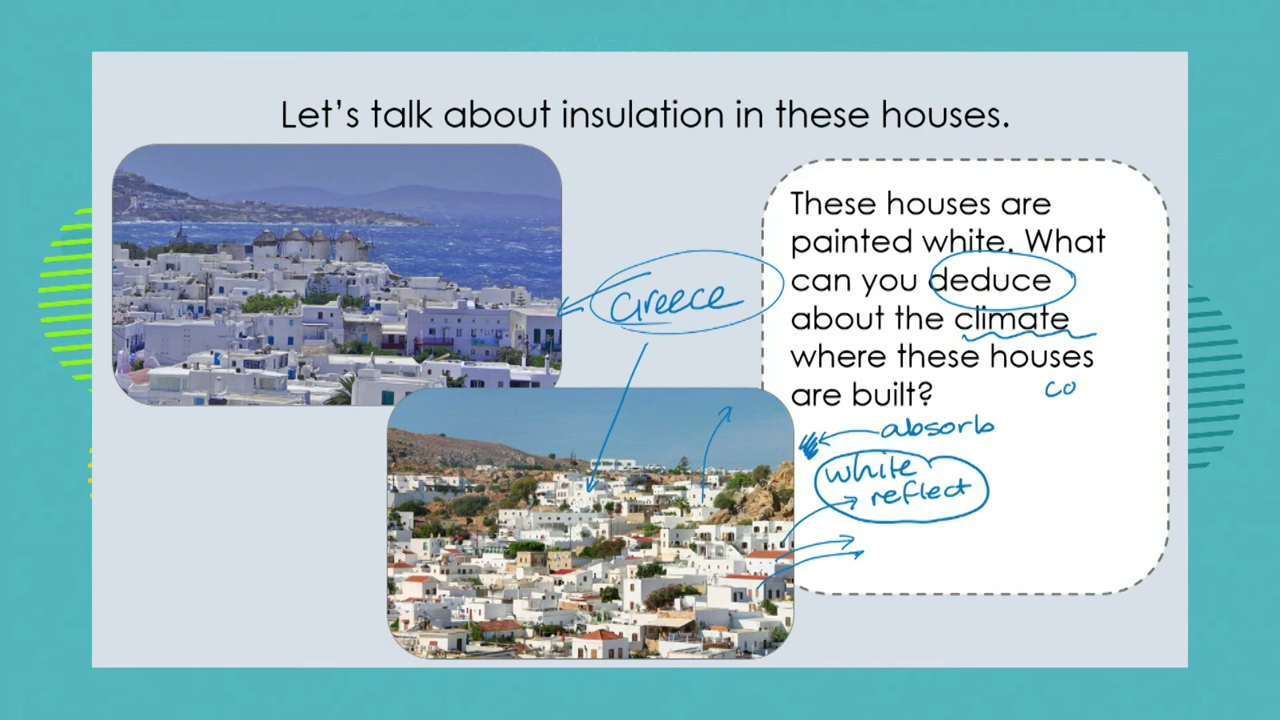 Let's talk about insulation in these houses.
These houses are
painted white. What
can you deduce
about the climate
where these houses
are built?
Greece
co
absorb
white
reflect